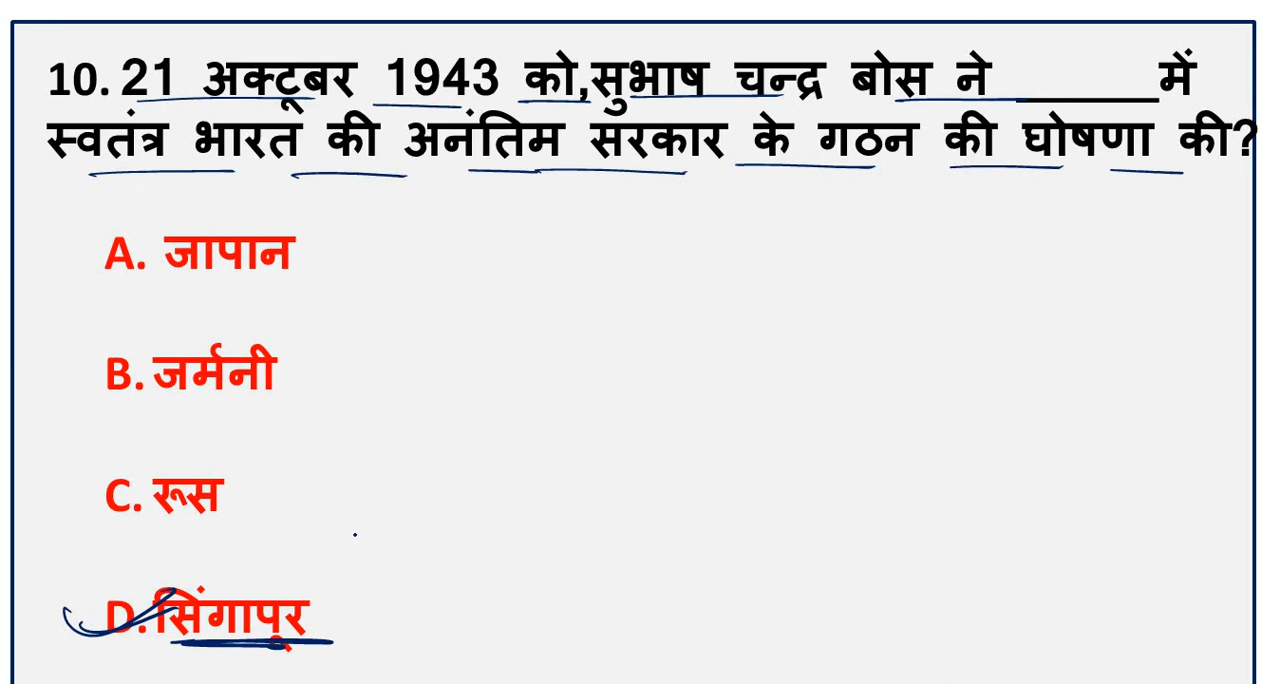 10. 21 अक्टूबर 1943 को,सुभाष चन्द्र बोस ने ______में
स्वतंत्र भारत की अनंतिम सरकार के गठन की घोषणा की?
A. जापान
B. जर्मनी
C. रूस
D. सिंगापूर